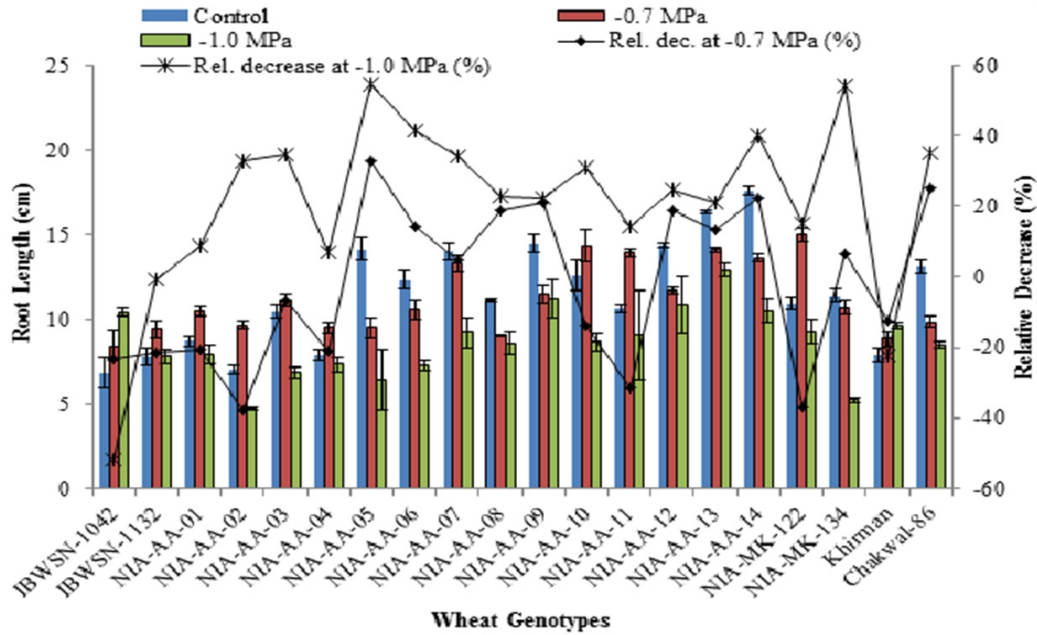 Control
-0.7 MPa
-1.0 MPa
Rel. dec. at -0.7 MPa (%)
Rel. decrease at -1.0 MPa (%)
25
20
15
10
5
0
Root Length (cm)
60
40
20
0
-20
-40
-60
Relative Decrease (%)
IBWSN-1042
IBWSN-1132
NIA-AA-01
NIA-AA-02
NIA-AA-03
NIA-AA-04
NIA-AA-05
NIA-AA-06
NIA-AA-07
NIA-AA-08
NIA-AA-09
NIA-AA-10
NIA-AA-11
NIA-AA-12
NIA-AA-13
NIA-AA-14
NIA-MK-122
NIA-MK-134
Khirman
Chakwal-86
Wheat Genotypes